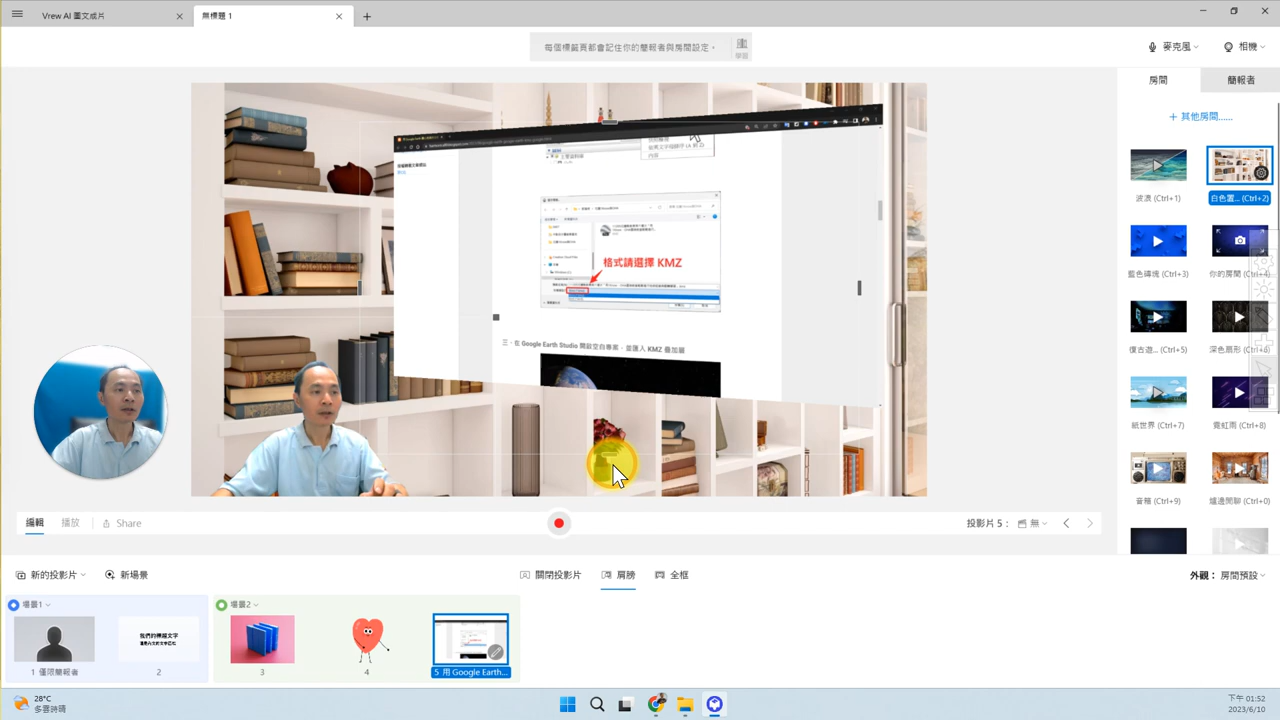 Vrew AI 圖文成片
無標題 1
每個標籤頁都會記住你的簡報者與房間設定。
學習
麥克風
相機
房間
簡報者
+ 其他房間......
波浪 (Ctrl+1)
白色書... (Ctrl+2)
藍色磚塊 (Ctrl+3)
你的房間 (Ctrl+4)
復古遊... (Ctrl+5)
深色扇形 (Ctrl+6)
紙世界 (Ctrl+7)
霓虹雨 (Ctrl+8)
音箱 (Ctrl+9)
爐邊閒聊 (Ctrl+0)
格式請選擇 KMZ
三、在 Google Earth Studio 開啟空白專案，並匯入 KMZ 疊加層
編輯
播放
Share
投影片 5：
無
新的投影片
新場景
關閉投影片
肩膀
全框
外觀： 房間預設
場景1
場景2
我們的標題文字
1 僅限簡報者
2
3
4
5 用 Google Earth...
28°C
多雲時晴
下午 01:52
2023/6/10